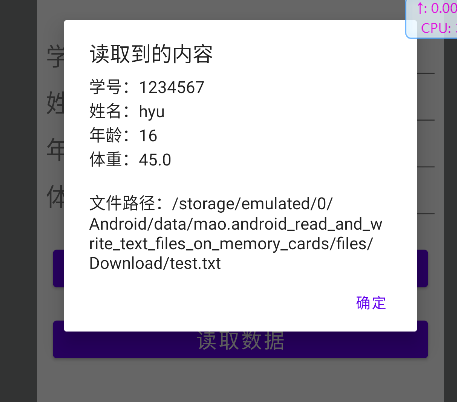 ↑: 0.00
CPU:
读取到的内容
学号：1234567
姓名：hyu
年龄：16
体重：45.0
文件路径：/storage/emulated/0/
Android/data/mao.android_read_and_w
rite_text_files_on_memory_cards/files/
Download/test.txt
确定
学
姓
年
体
读取数据